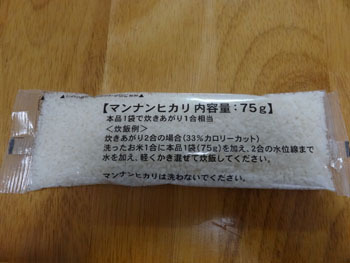 【マンナンヒカリ 内容量:75g】
本品1袋で炊きあがり1合相当
<炊飯例>
炊きあがり2合の場合(33%カロリーカット)
洗ったお米1合に本品1袋(75g)を加え、2合の水位線まで
水を加え、軽くかき混ぜて炊飯してください。
マンナンヒカリは洗わないでください。